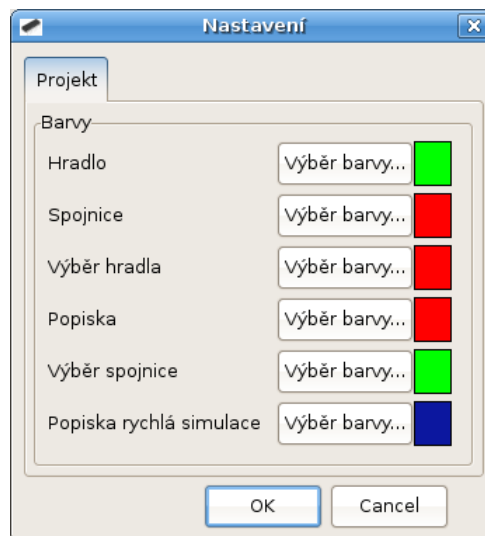 Nastavení
Projekt
Barvy
Hradlo Výběr barvy...
Spojnice Výběr barvy...
Výběr hradla Výběr barvy...
Popiska Výběr barvy...
Výběr spojnice Výběr barvy...
Popiska rychlá simulace Výběr barvy...
OK Cancel